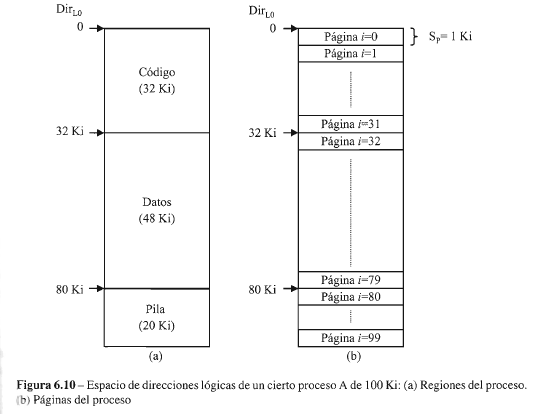 Dir_L0
0
Código
(32 Ki)
32 Ki
Datos
(48 Ki)
80 Ki
Pila
(20 Ki)
(a)
Dir_L0
0
Página i=0
S_P= 1 Ki
Página i=1
Página i=31
32 Ki
Página i=32
Página i=79
80 Ki
Página i=80
Página i=99
(b)
Figura 6.10 – Espacio de direcciones lógicas de un cierto proceso A de 100 Ki: (a) Regiones del proceso.
(b) Páginas del proceso